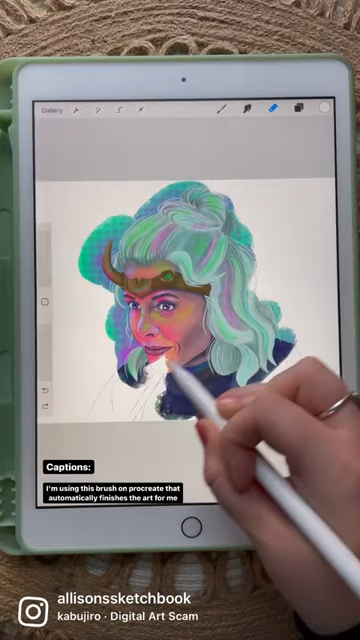 Gallery
Captions:
I'm using this brush on procreate that
automatically finishes the art for me
allisonssketchbook
kabujiro · Digital Art Scam